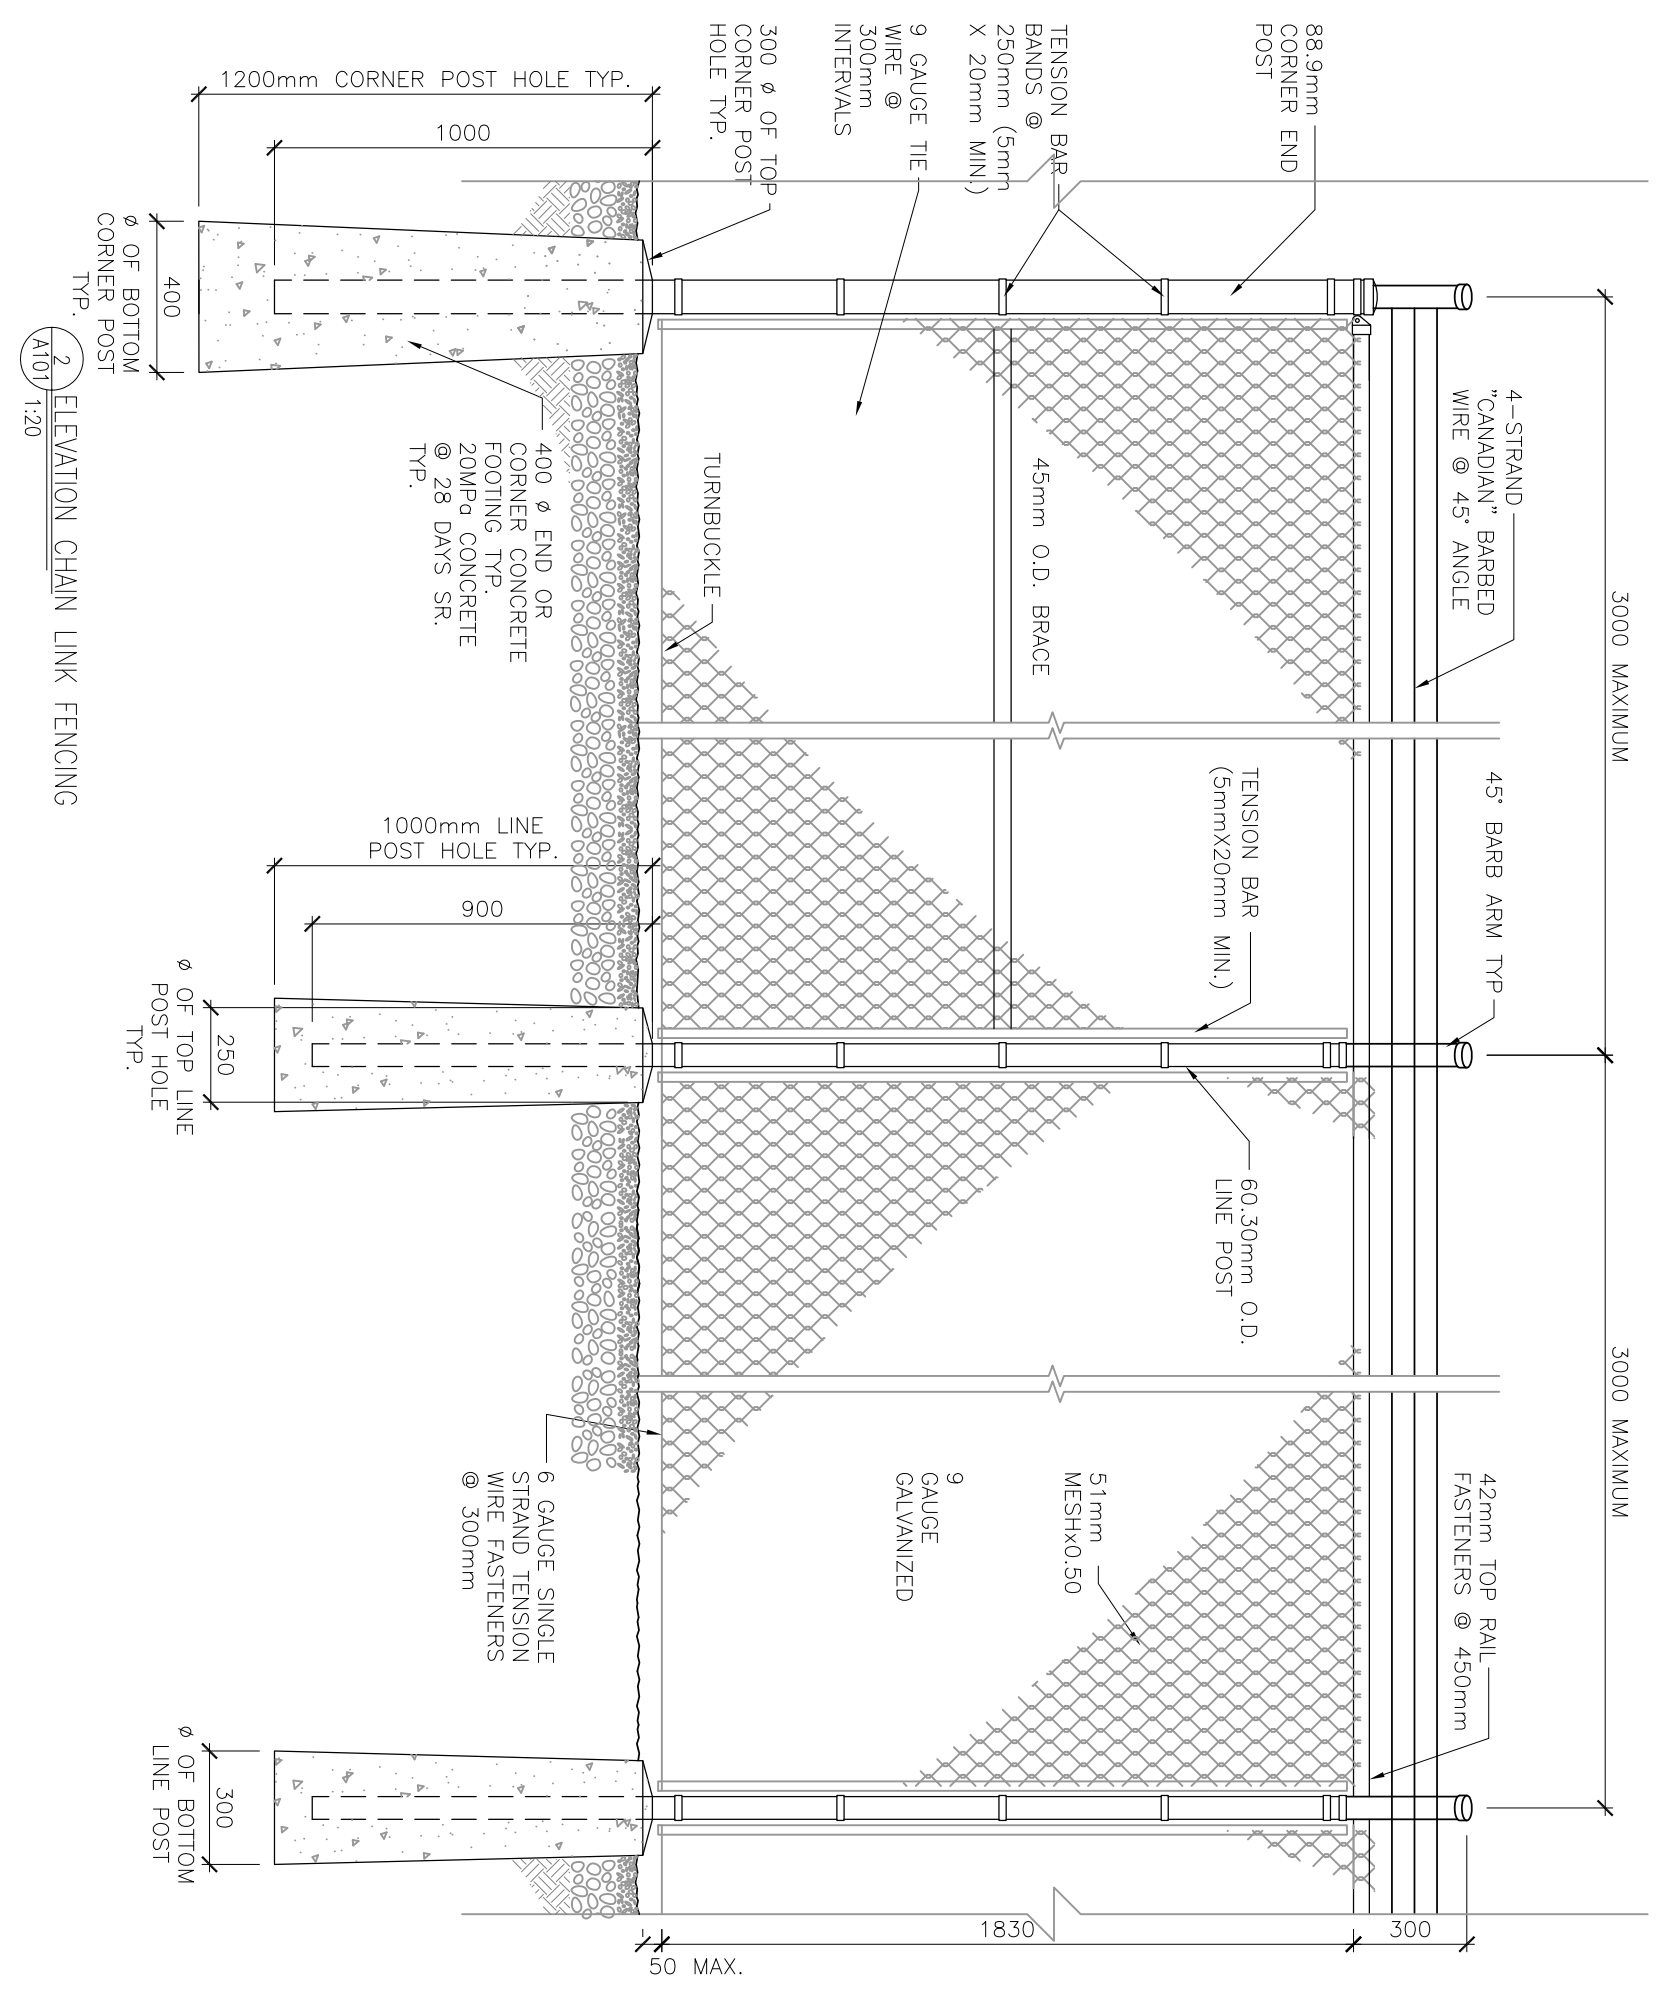 88.9mm
CORNER END
POST
TENSION BAR
BANDS @
250mm (5mm
X 20mm MIN.)
9 GAUGE TIE
WIRE @
300mm
INTERVALS
300 Ø OF TOP
CORNER POST
HOLE TYP.
1200mm CORNER POST HOLE TYP.
1000
3000 MAXIMUM
3000 MAXIMUM
4-STRAND
"CANADIAN" BARBED
WIRE @ 45° ANGLE
45° BARB ARM TYP
42mm TOP RAIL
FASTENERS @ 450mm
TENSION BAR
(5mmX20mm MIN.)
60.30mm O.D.
LINE POST
51mm
MESHx0.50
9
GAUGE
GALVANIZED
45mm O.D. BRACE
TURNBUCKLE
400 Ø END OR
CORNER CONCRETE
FOOTING TYP.
20MPa CONCRETE
@ 28 DAYS SR.
TYP.
6 GAUGE SINGLE
STRAND TENSION
WIRE FASTENERS
@ 300mm
1000mm LINE
POST HOLE TYP.
900
300
1830
50 MAX.
400
Ø OF BOTTOM
CORNER POST
TYP.
250
Ø OF TOP LINE
POST HOLE
TYP.
300
Ø OF BOTTOM
LINE POST
2
A101
ELEVATION CHAIN LINK FENCING
1:20